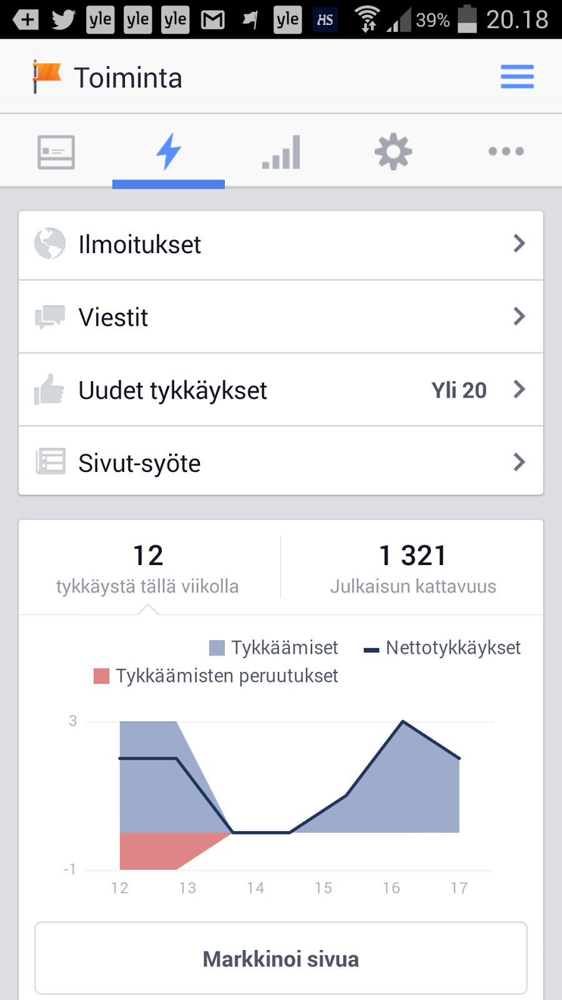 yle yle yle yle HS 39% 20.18
Toiminta
Ilmoitukset
Viestit
Uudet tykkäykset Yli 20
Sivut-syöte
12 1 321
tykkäystä tällä viikolla Julkaisun kattavuus
Tykkäämiset Nettotykkäykset
Tykkäämisten peruutukset
3
-1
12 13 14 15 16 17
Markkinoi sivua